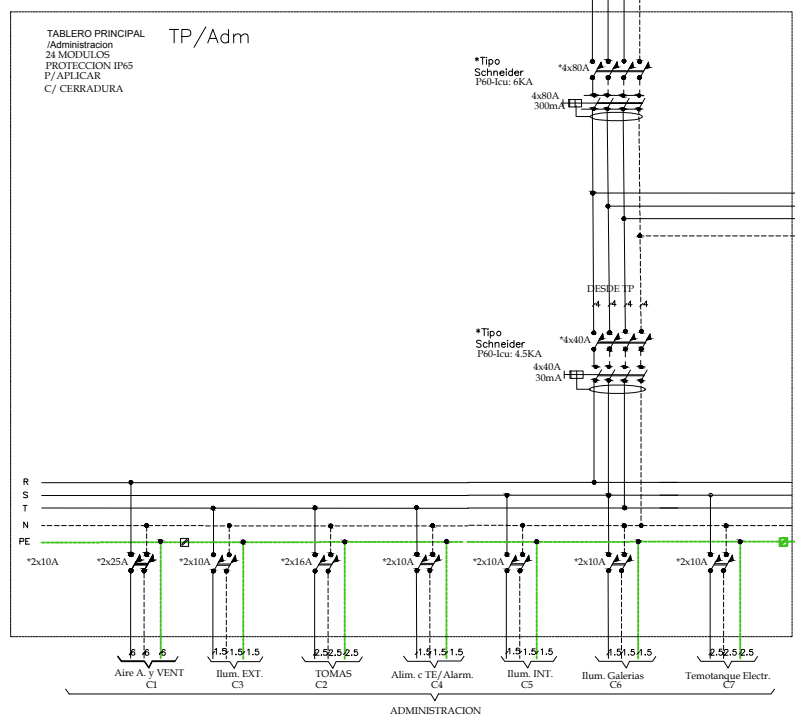 TABLERO PRINCIPAL
/Administracion
24 MODULOS
PROTECCION IP65
P/APLICAR
C/ CERRADURA
TP/Adm
*Tipo
Schneider
P60-Icu: 6KA
*4x80A
4x80A
300mA
DESDE TP
4 4 4 4
*Tipo
Schneider
P60-Icu: 4.5KA
*4x40A
4x40A
30mA
R
S
T
N
PE
*2x10A *2x25A *2x10A *2x16A *2x10A *2x10A *2x10A *2x10A
6 6 6 1.5 1.5 1.5 2.5 2.5 2.5 1.5 1.5 1.5 1.5 1.5 1.5 1.5 1.5 1.5 2.5 2.5 2.5
Aire A. y VENT
C1
Ilum. EXT.
C3
TOMAS
C2
Alim. c TE/Alarm.
C4
Ilum. INT.
C5
Ilum. Galerias
C6
Temotanque Electr.
C7
ADMINISTRACION